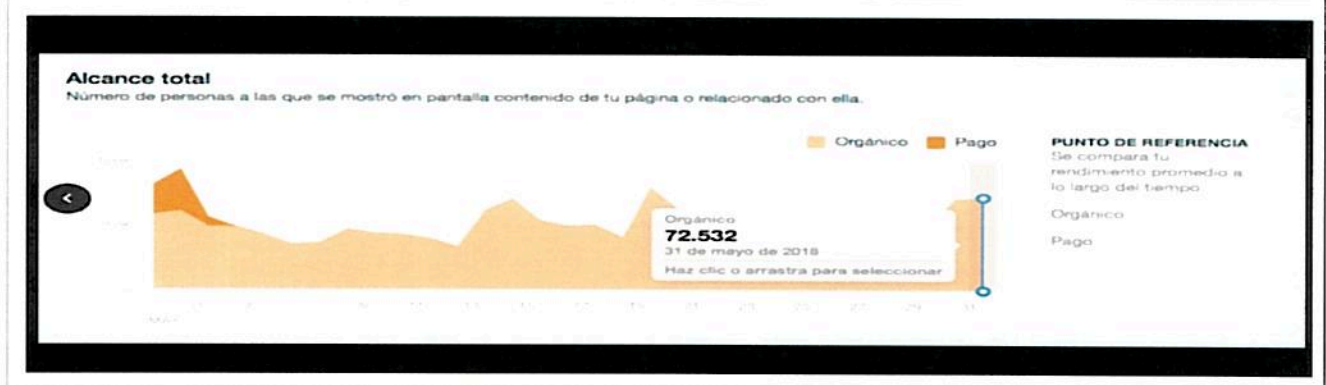 Alcance total
Número de personas a las que se mostró en pantalla contenido de tu página o relacionado con ella.
Orgánico Pago
PUNTO DE REFERENCIA
Se compara tu
rendimiento promedio a
lo largo del tiempo
Orgánico
Pago
Orgánico
72.532
31 de mayo de 2018
Haz clic o arrastra para seleccionar